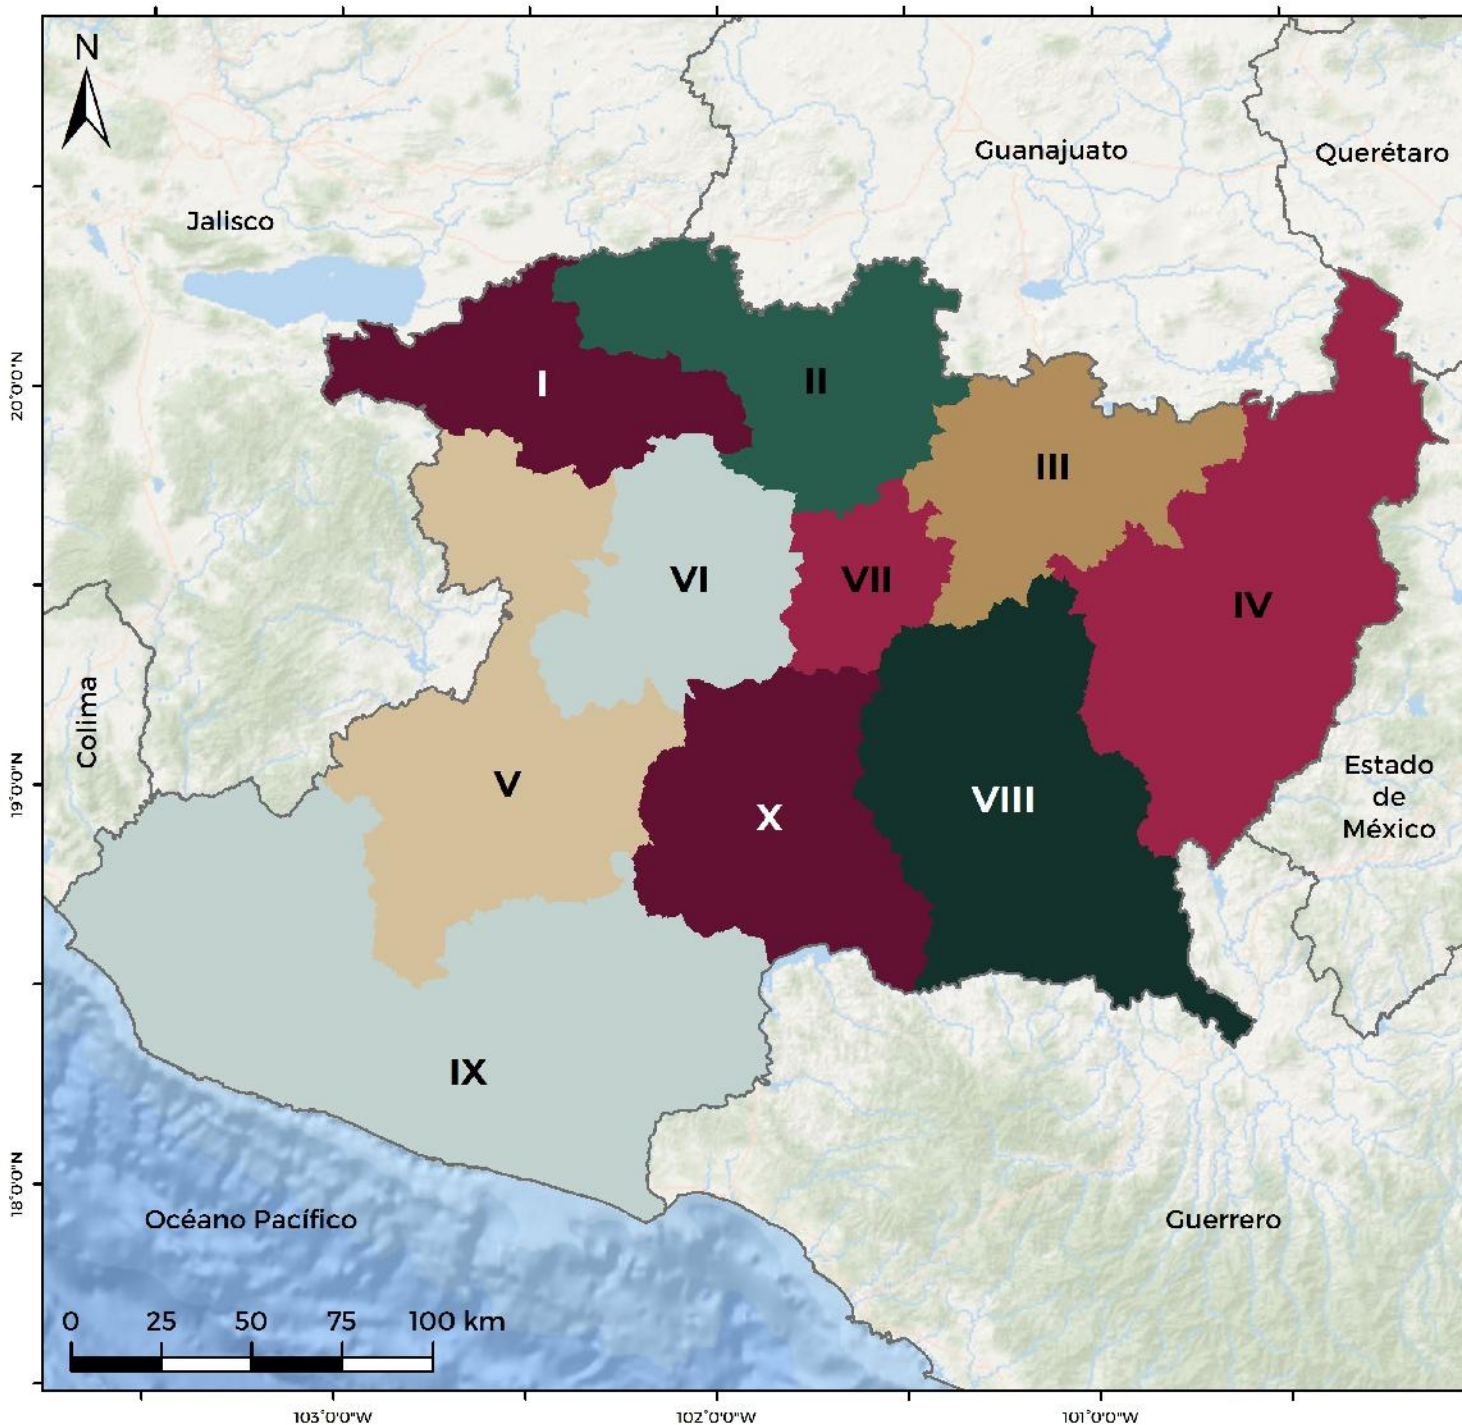 N
Guanajuato
Querétaro
Jalisco
20°0'0"N
I
II
III
VI
VII
IV
Colima
19°0'0"N
V
X
VIII
Estado
de
México
IX
18°0'0"N
Océano Pacífico
Guerrero
0 25 50 75 100 km
103°0'0"W 102°0'0"W 101°0'0"W